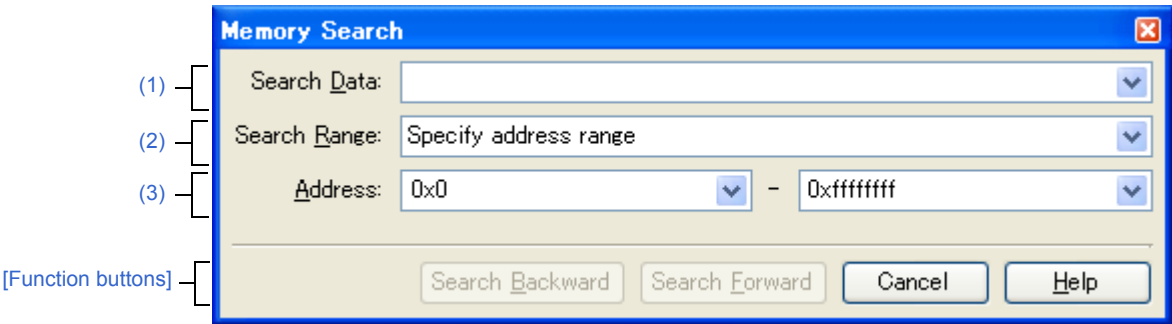 Memory Search
(1) Search Data:
(2) Search Range: Specify address range
(3) Address: 0x0 - 0xffffffff
[Function buttons] Search Backward Search Forward Cancel Help